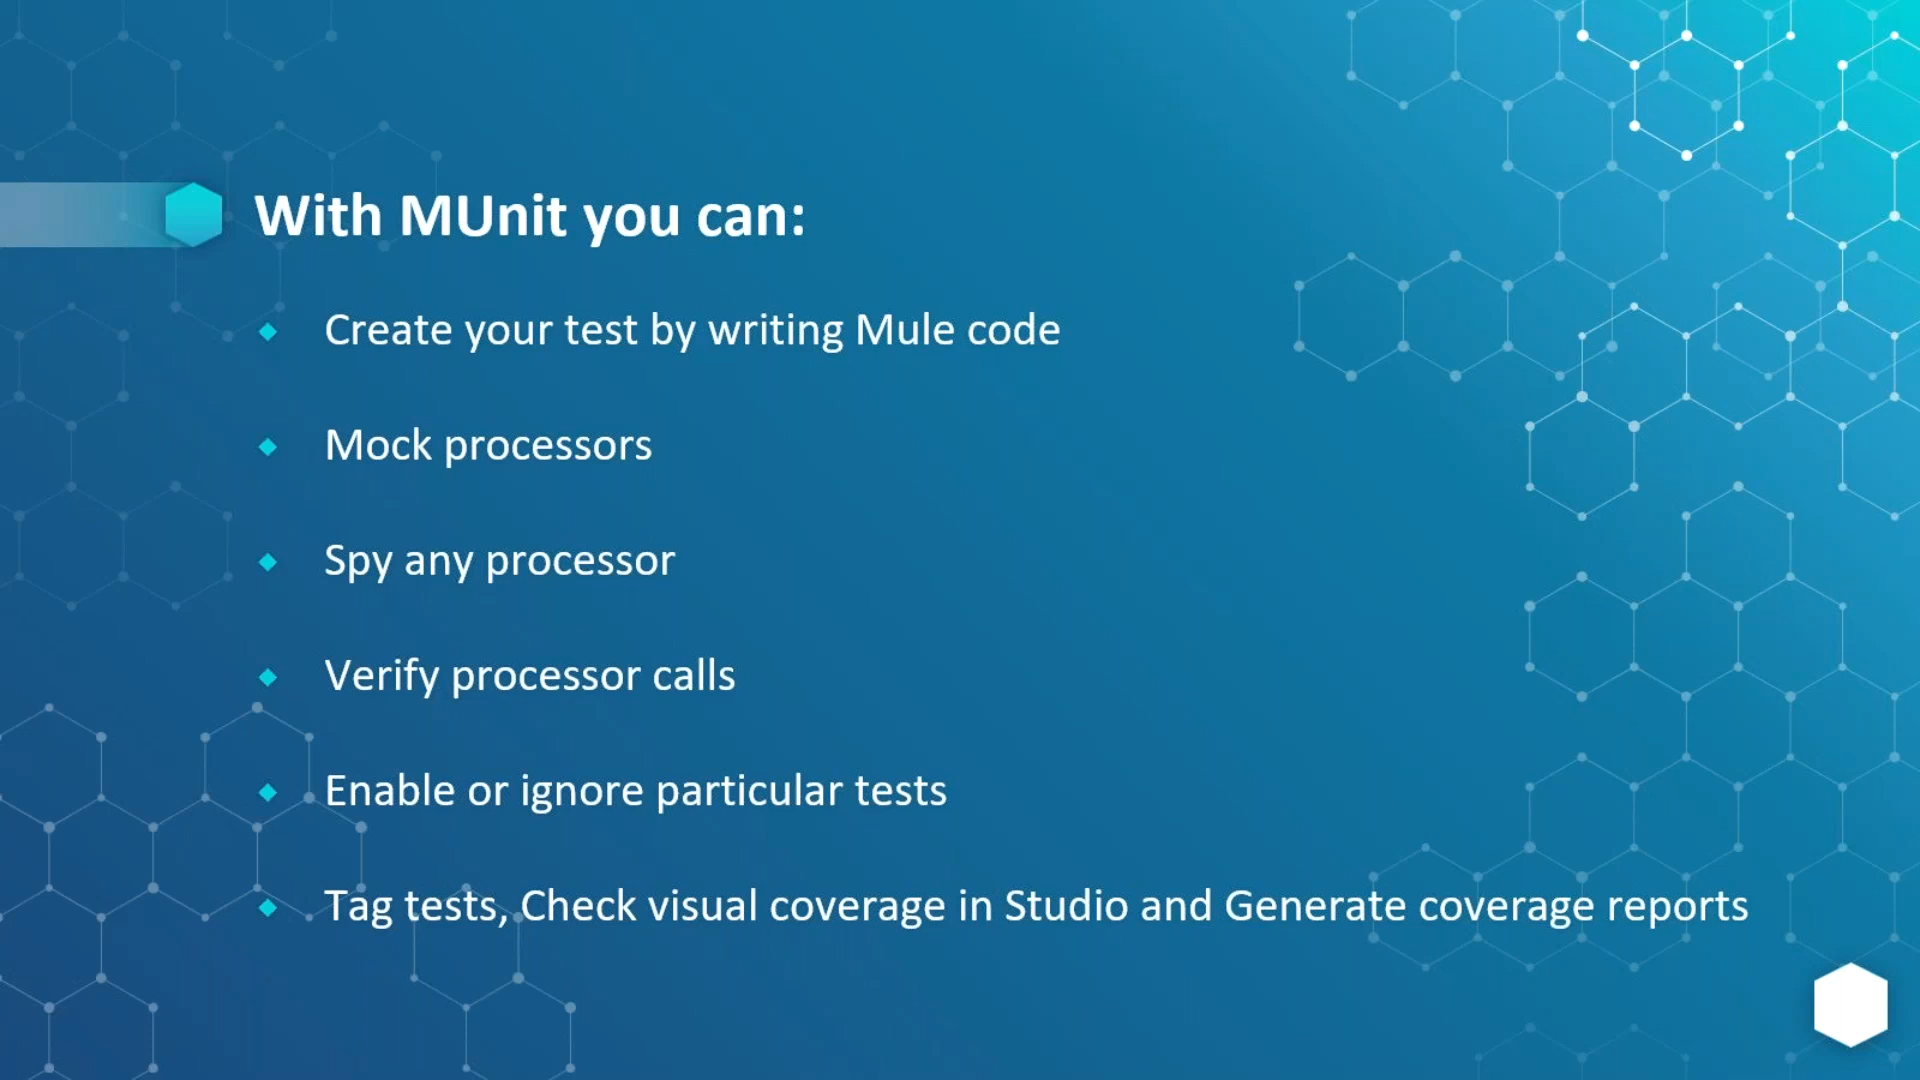 With MUnit you can:
Create your test by writing Mule code
Mock processors
Spy any processor
Verify processor calls
Enable or ignore particular tests
Tag tests, Check visual coverage in Studio and Generate coverage reports